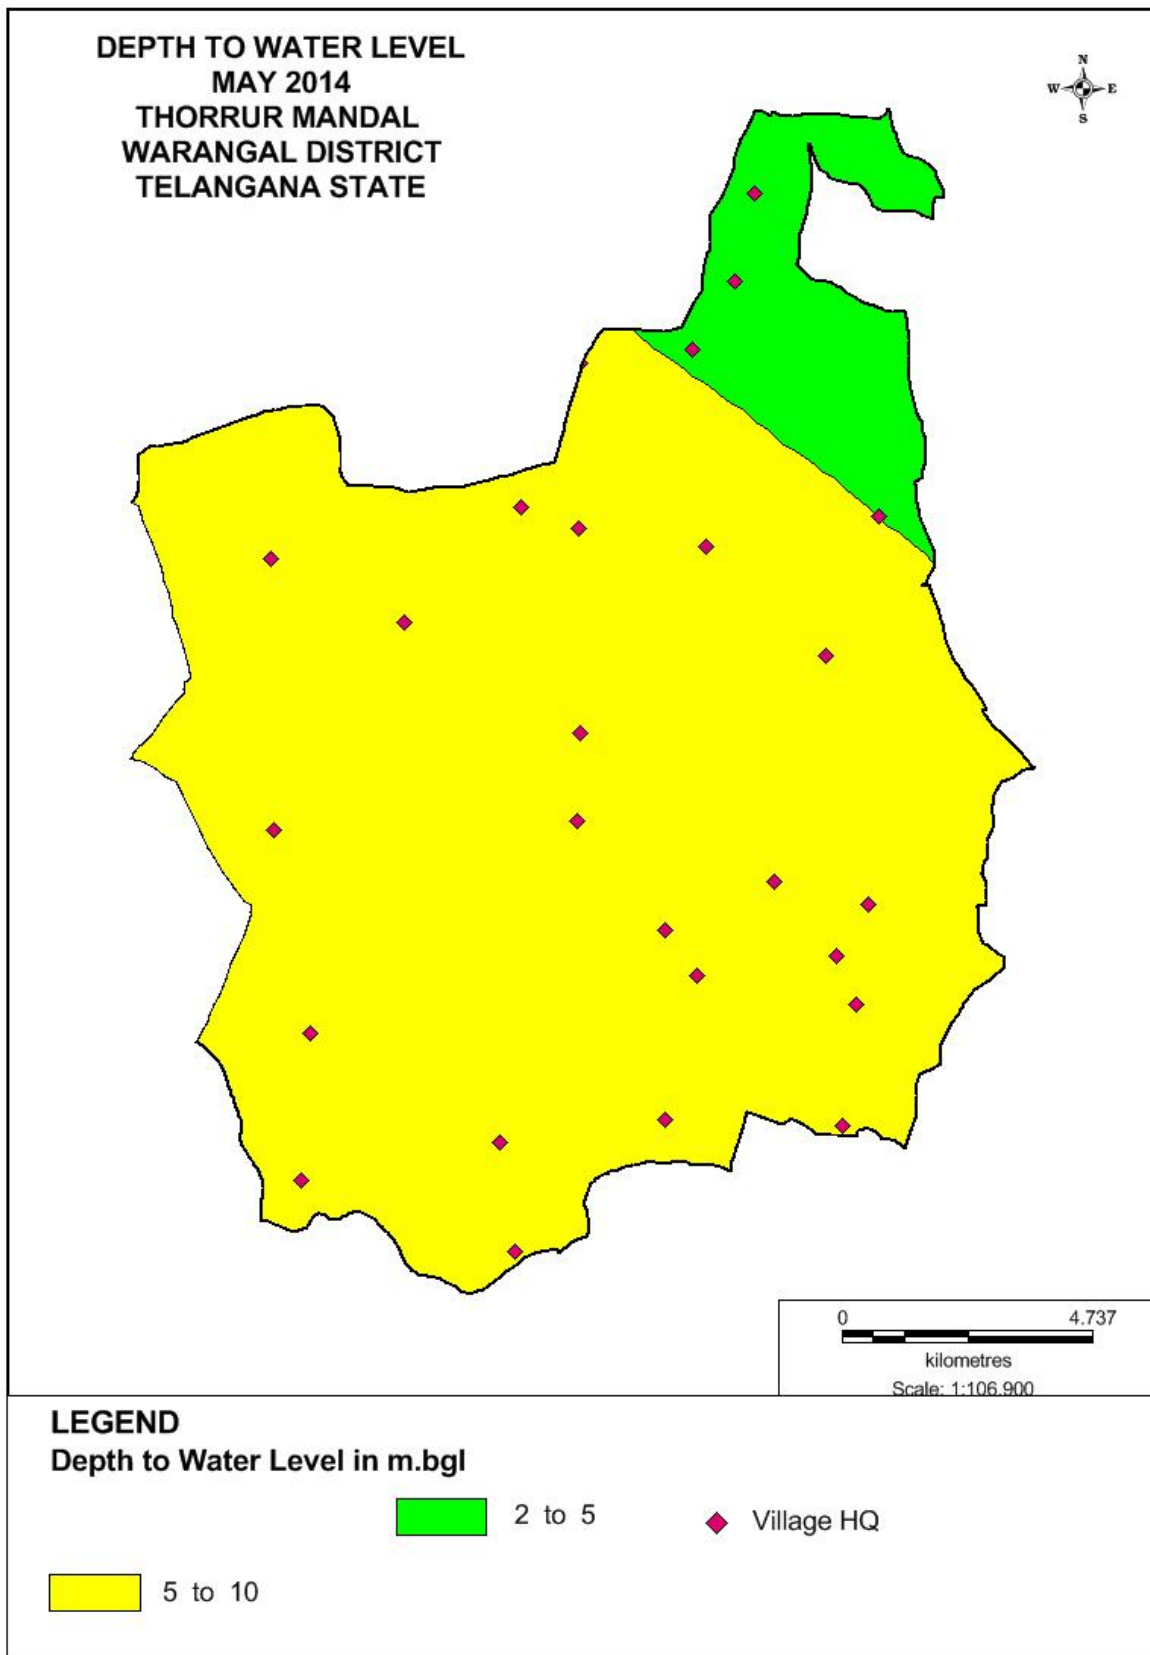 DEPTH TO WATER LEVEL
MAY 2014
THORRUR MANDAL
WARANGAL DISTRICT
TELANGANA STATE
N
W E
S
0 4.737
kilometres
Scale: 1:106,900
LEGEND
Depth to Water Level in m.bgl
2 to 5
Village HQ
5 to 10